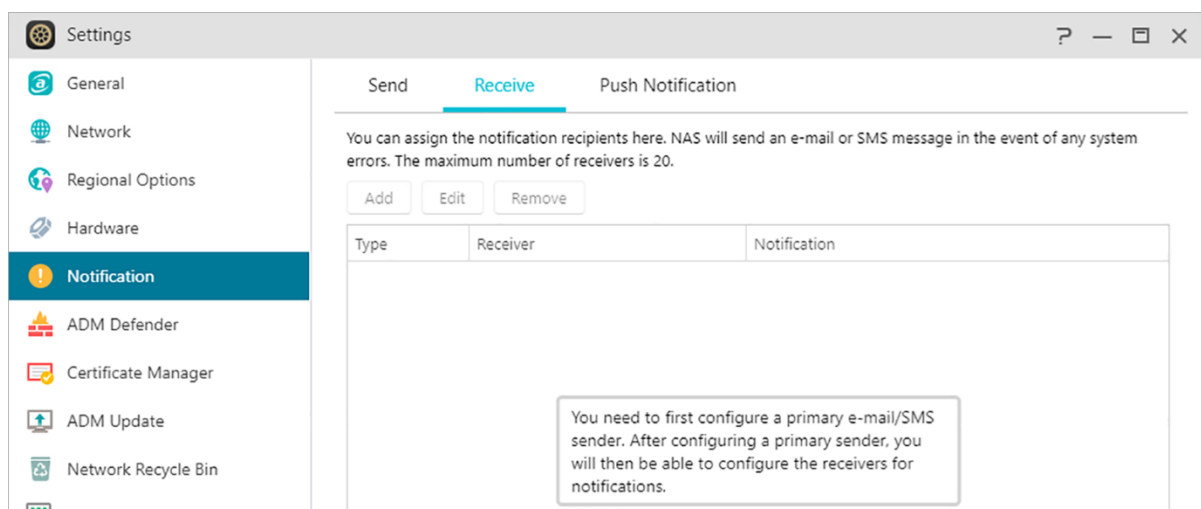 Settings
General
Network
Regional Options
Hardware
Notification
ADM Defender
Certificate Manager
ADM Update
Network Recycle Bin
Send Receive Push Notification
You can assign the notification recipients here. NAS will send an e-mail or SMS message in the event of any system
errors. The maximum number of receivers is 20.
Add Edit Remove
Type Receiver Notification
You need to first configure a primary e-mail/SMS
sender. After configuring a primary sender, you
will then be able to configure the receivers for
notifications.